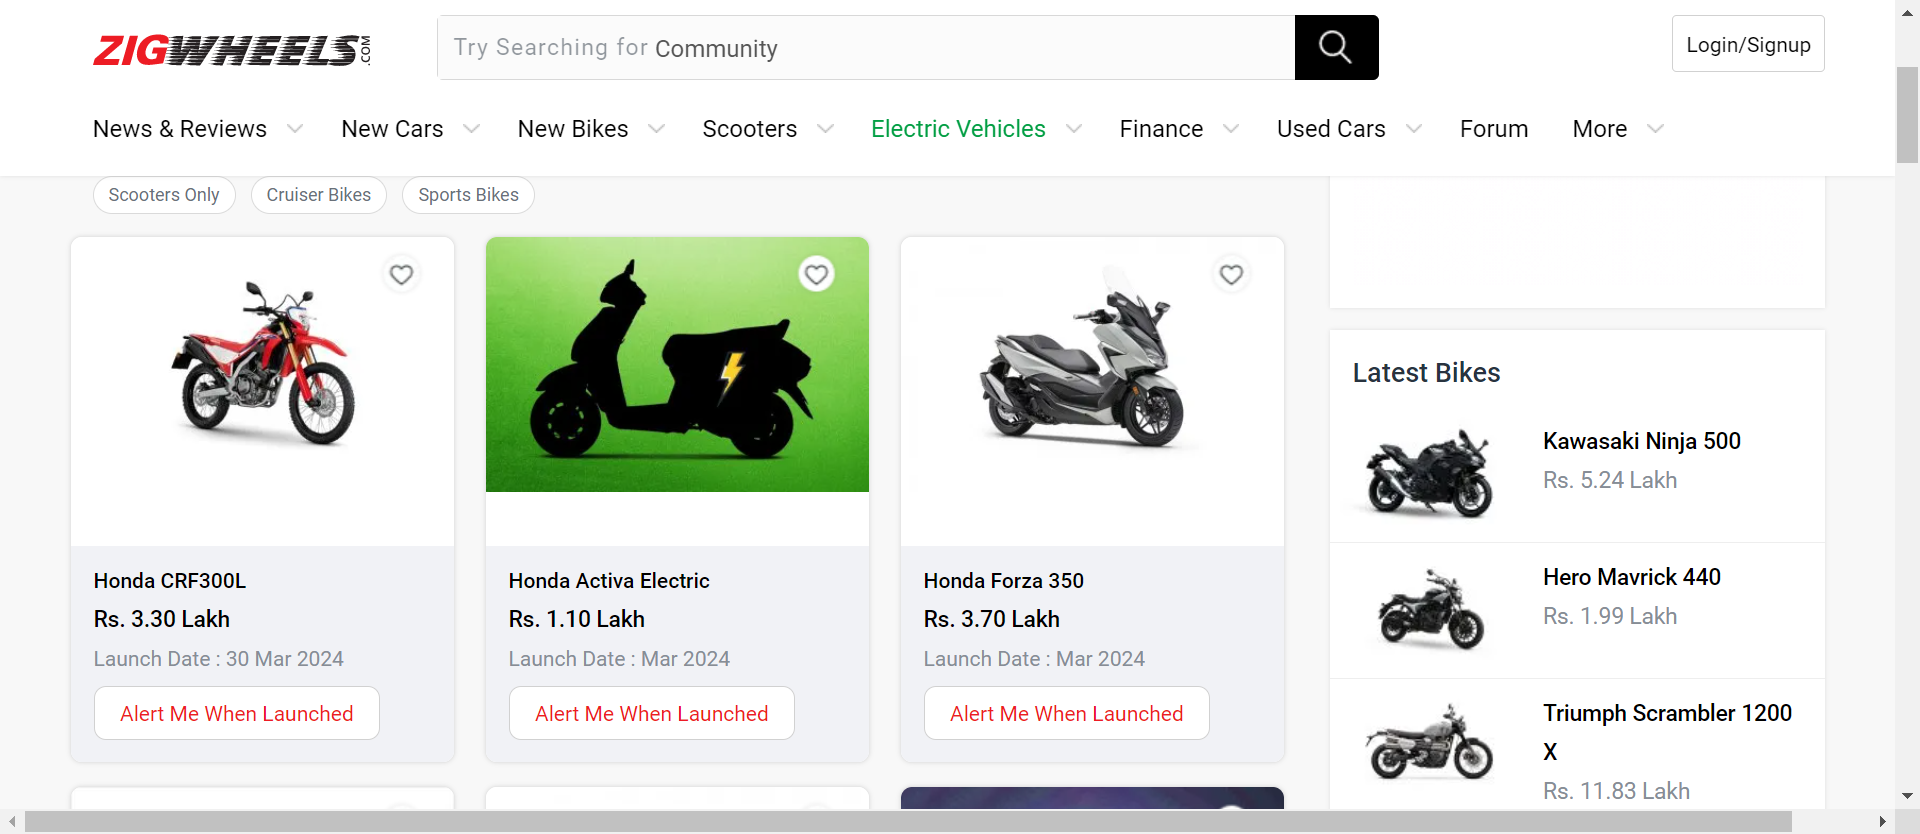 ZIGWHEELS.COM
Try Searching for Community
Login/Signup
News & Reviews New Cars New Bikes Scooters Electric Vehicles Finance Used Cars Forum More
Scooters Only Cruiser Bikes Sports Bikes
Honda CRF300L
Rs. 3.30 Lakh
Launch Date : 30 Mar 2024
Alert Me When Launched
Honda Activa Electric
Rs. 1.10 Lakh
Launch Date : Mar 2024
Alert Me When Launched
Honda Forza 350
Rs. 3.70 Lakh
Launch Date : Mar 2024
Alert Me When Launched
Latest Bikes
Kawasaki Ninja 500
Rs. 5.24 Lakh
Hero Mavrick 440
Rs. 1.99 Lakh
Triumph Scrambler 1200
X
Rs. 11.83 Lakh